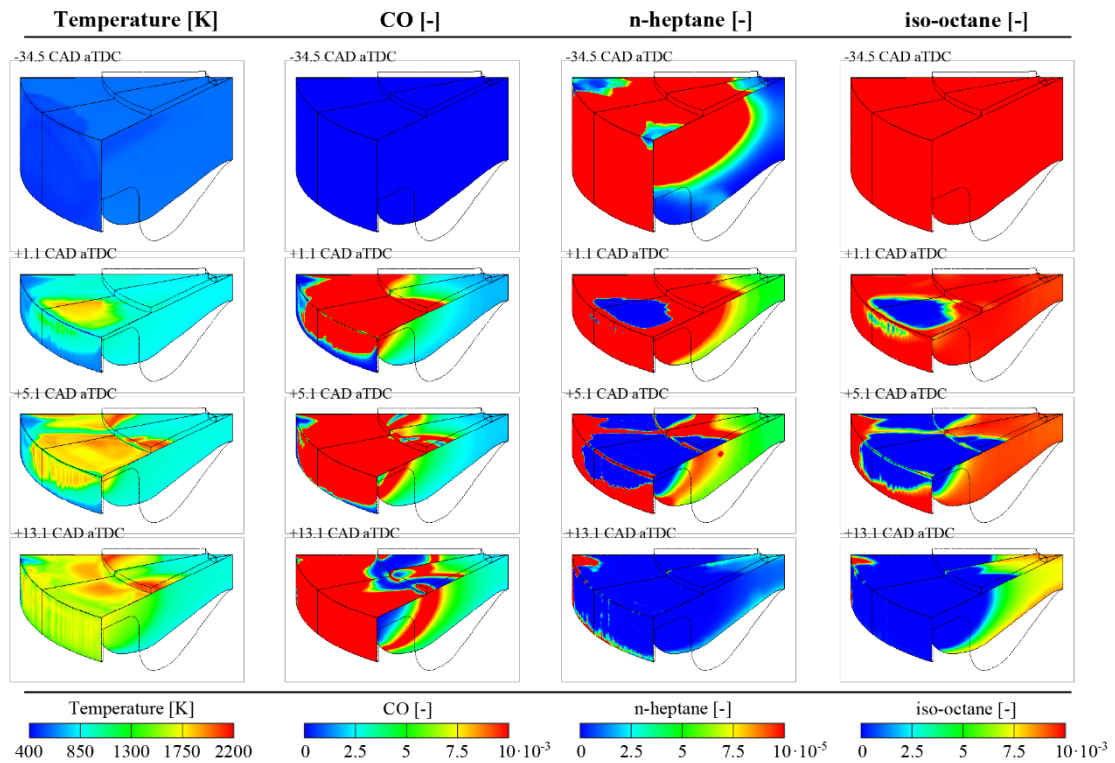 Temperature [K] CO [-] n-heptane [-] iso-octane [-]
-34.5 CAD aTDC -34.5 CAD aTDC -34.5 CAD aTDC -34.5 CAD aTDC
+1.1 CAD aTDC +1.1 CAD aTDC +1.1 CAD aTDC +1.1 CAD aTDC
+5.1 CAD aTDC +5.1 CAD aTDC +5.1 CAD aTDC +5.1 CAD aTDC
+13.1 CAD aTDC +13.1 CAD aTDC +13.1 CAD aTDC +13.1 CAD aTDC
Temperature [K] CO [-] n-heptane [-] iso-octane [-]
400 850 1300 1750 2200 0 2.5 5 7.5 10·10⁻³ 0 2.5 5 7.5 10·10⁻⁵ 0 2.5 5 7.5 10·10⁻³